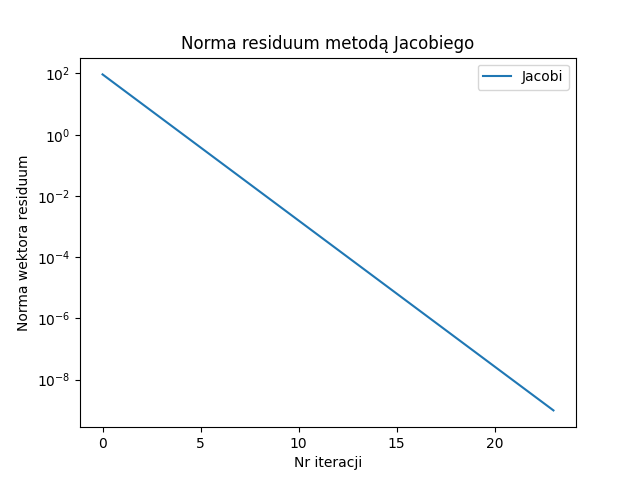 Norma residuum metodą Jacobiego
Jacobi
Norma wektora residuum
10²
10⁰
10⁻²
10⁻⁴
10⁻⁶
10⁻⁸
0 5 10 15 20
Nr iteracji